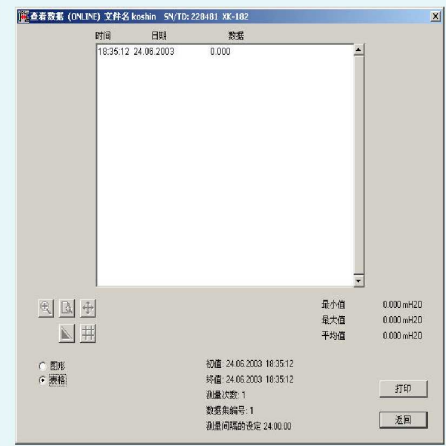 查看数据 (ONLINE) 文件名 koshin SN/TD: 228481 XK-182
时间 日期 数据
18:35:12 24.06.2003 0.000
最小值 0.000 mH2O
最大值 0.000 mH2O
平均值 0.000 mH2O
图形
表格
初值: 24.06.2003 18:35:12
终值: 24.06.2003 18:35:12
测量次数: 1
数据集编号: 1
测量间隔的设定 24:00:00
打印
返回